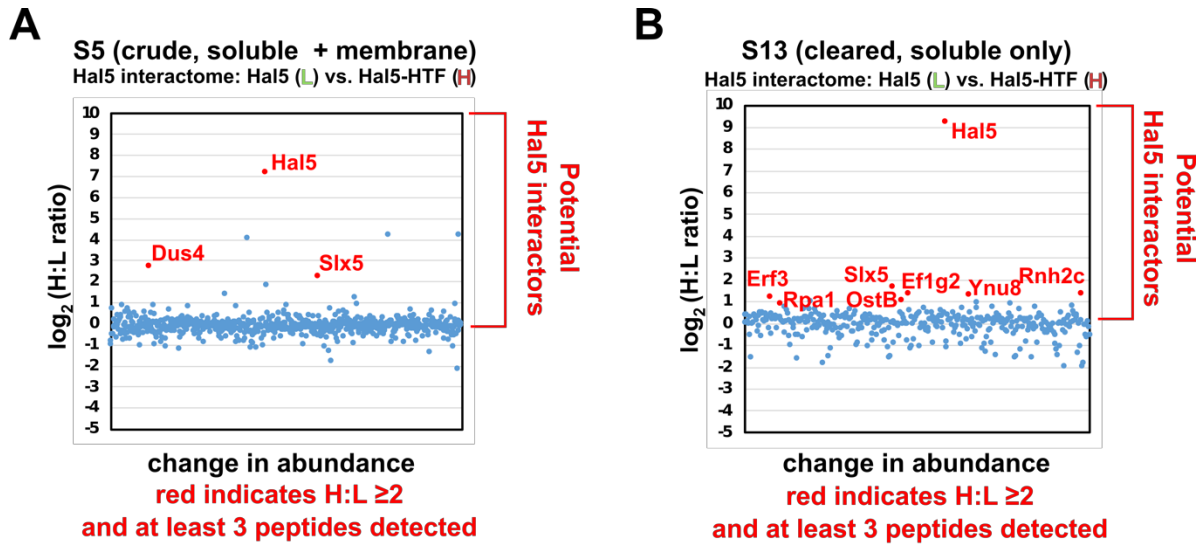 A
S5 (crude, soluble + membrane)
Hal5 interactome: Hal5 (L) vs. Hal5-HTF (H)
log2 (H:L ratio)
10
9
8
7
6
5
4
3
2
1
0
-1
-2
-3
-4
-5
Hal5
Dus4
Slx5
Potential
Hal5 interactors
change in abundance
red indicates H:L ≥2
and at least 3 peptides detected
B
S13 (cleared, soluble only)
Hal5 interactome: Hal5 (L) vs. Hal5-HTF (H)
log2 (H:L ratio)
10
9
8
7
6
5
4
3
2
1
0
-1
-2
-3
-4
-5
Hal5
Erf3
Rpa1
Slx5
OstB
Ef1g2
Ynu8
Rnh2c
Potential
Hal5 interactors
change in abundance
red indicates H:L ≥2
and at least 3 peptides detected